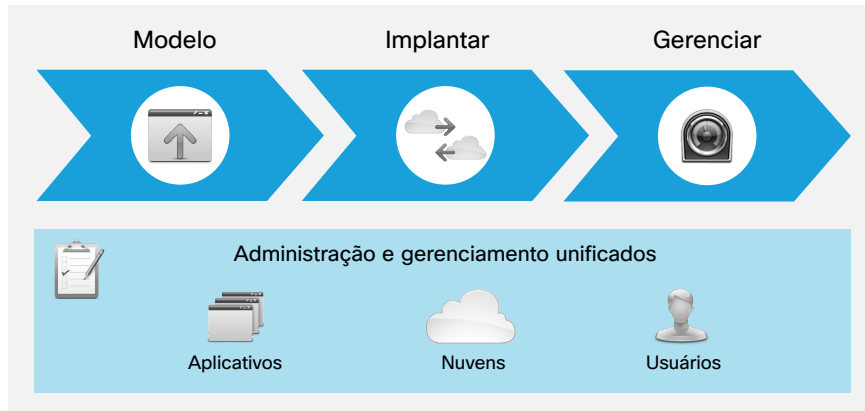 Modelo
Implantar
Gerenciar
Administração e gerenciamento unificados
Aplicativos
Nuvens
Usuários